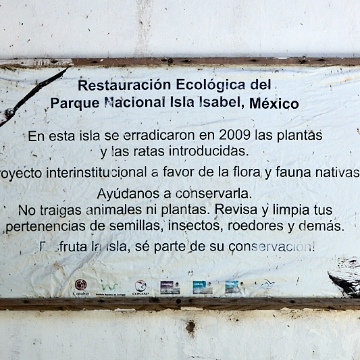 Restauración Ecológica del
Parque Nacional Isla Isabel, México
En esta isla se erradicaron en 2009 las plantas
y las ratas introducidas.
royecto interinstitucional a favor de la flora y fauna nativas
Ayúdanos a conservarla.
No traigas animales ni plantas. Revisa y limpia tus
pertenencias de semillas, insectos, roedores y demás.
sfruta la isla, sé parte de su conservación!